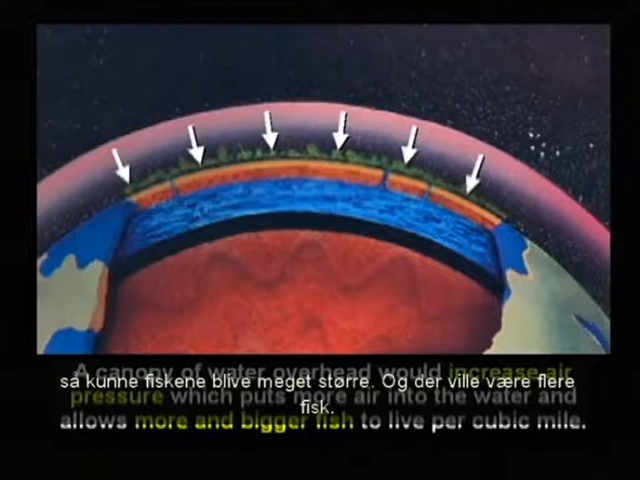 A canopy of water overhead would increase air
så kunne fiskene blive meget større. Og der ville være flere
pressure which puts more air into the water and
fisk.
allows more and bigger fish to live per cubic mile.